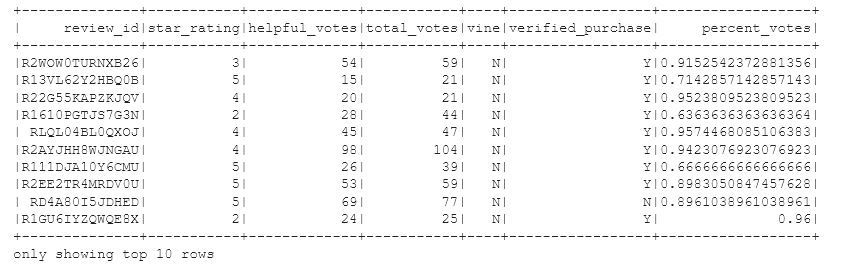 +--------------+-----------+-------------+-----------+----+-----------------+------------------+
|     review_id|star_rating|helpful_votes|total_votes|vine|verified_purchase|     percent_votes|
+--------------+-----------+-------------+-----------+----+-----------------+------------------+
|R2WOW0TURNXB26|          3|           54|         59|   N|                Y|0.9152542372881356|
|R13VL62Y2HBQ0B|          5|           15|         21|   N|                Y|0.7142857142857143|
|R22G55KAPZKJQV|          4|           20|         21|   N|                Y|0.9523809523809523|
|R1610PGTJS7G3N|          2|           28|         44|   N|                Y|0.6363636363636364|
| RLQL04BL0QXOJ|          4|           45|         47|   N|                Y|0.9574468085106383|
|R2AYJHH8WJNGAU|          4|           98|        104|   N|                Y|0.9423076923076923|
|R111DJA10Y6CMU|          5|           26|         39|   N|                Y|0.6666666666666666|
|R2EE2TR4MRDV0U|          5|           53|         59|   N|                Y|0.8983050847457628|
| RD4A80I5JDHED|          5|           69|         77|   N|                N|0.8961038961038961|
|R1GU6IYZQWQE8X|          2|           24|         25|   N|                Y|              0.96|
+--------------+-----------+-------------+-----------+----+-----------------+------------------+
only showing top 10 rows